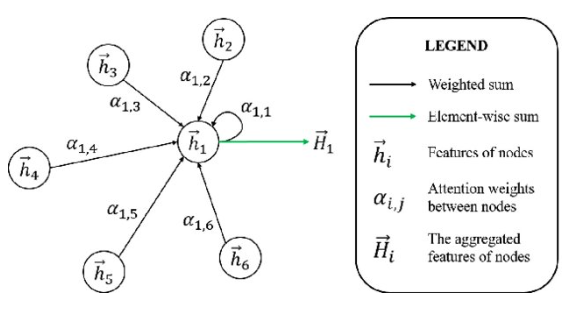 h⃗₂
h⃗₃
α₁,₂
α₁,₃
α₁,₁
h⃗₁
H⃗₁
α₁,₄
h⃗₄
α₁,₅
α₁,₆
h⃗₅
h⃗₆
LEGEND
Weighted sum
Element-wise sum
h⃗ᵢ Features of nodes
αᵢ,ⱼ Attention weights
between nodes
H⃗ᵢ The aggregated
features of nodes